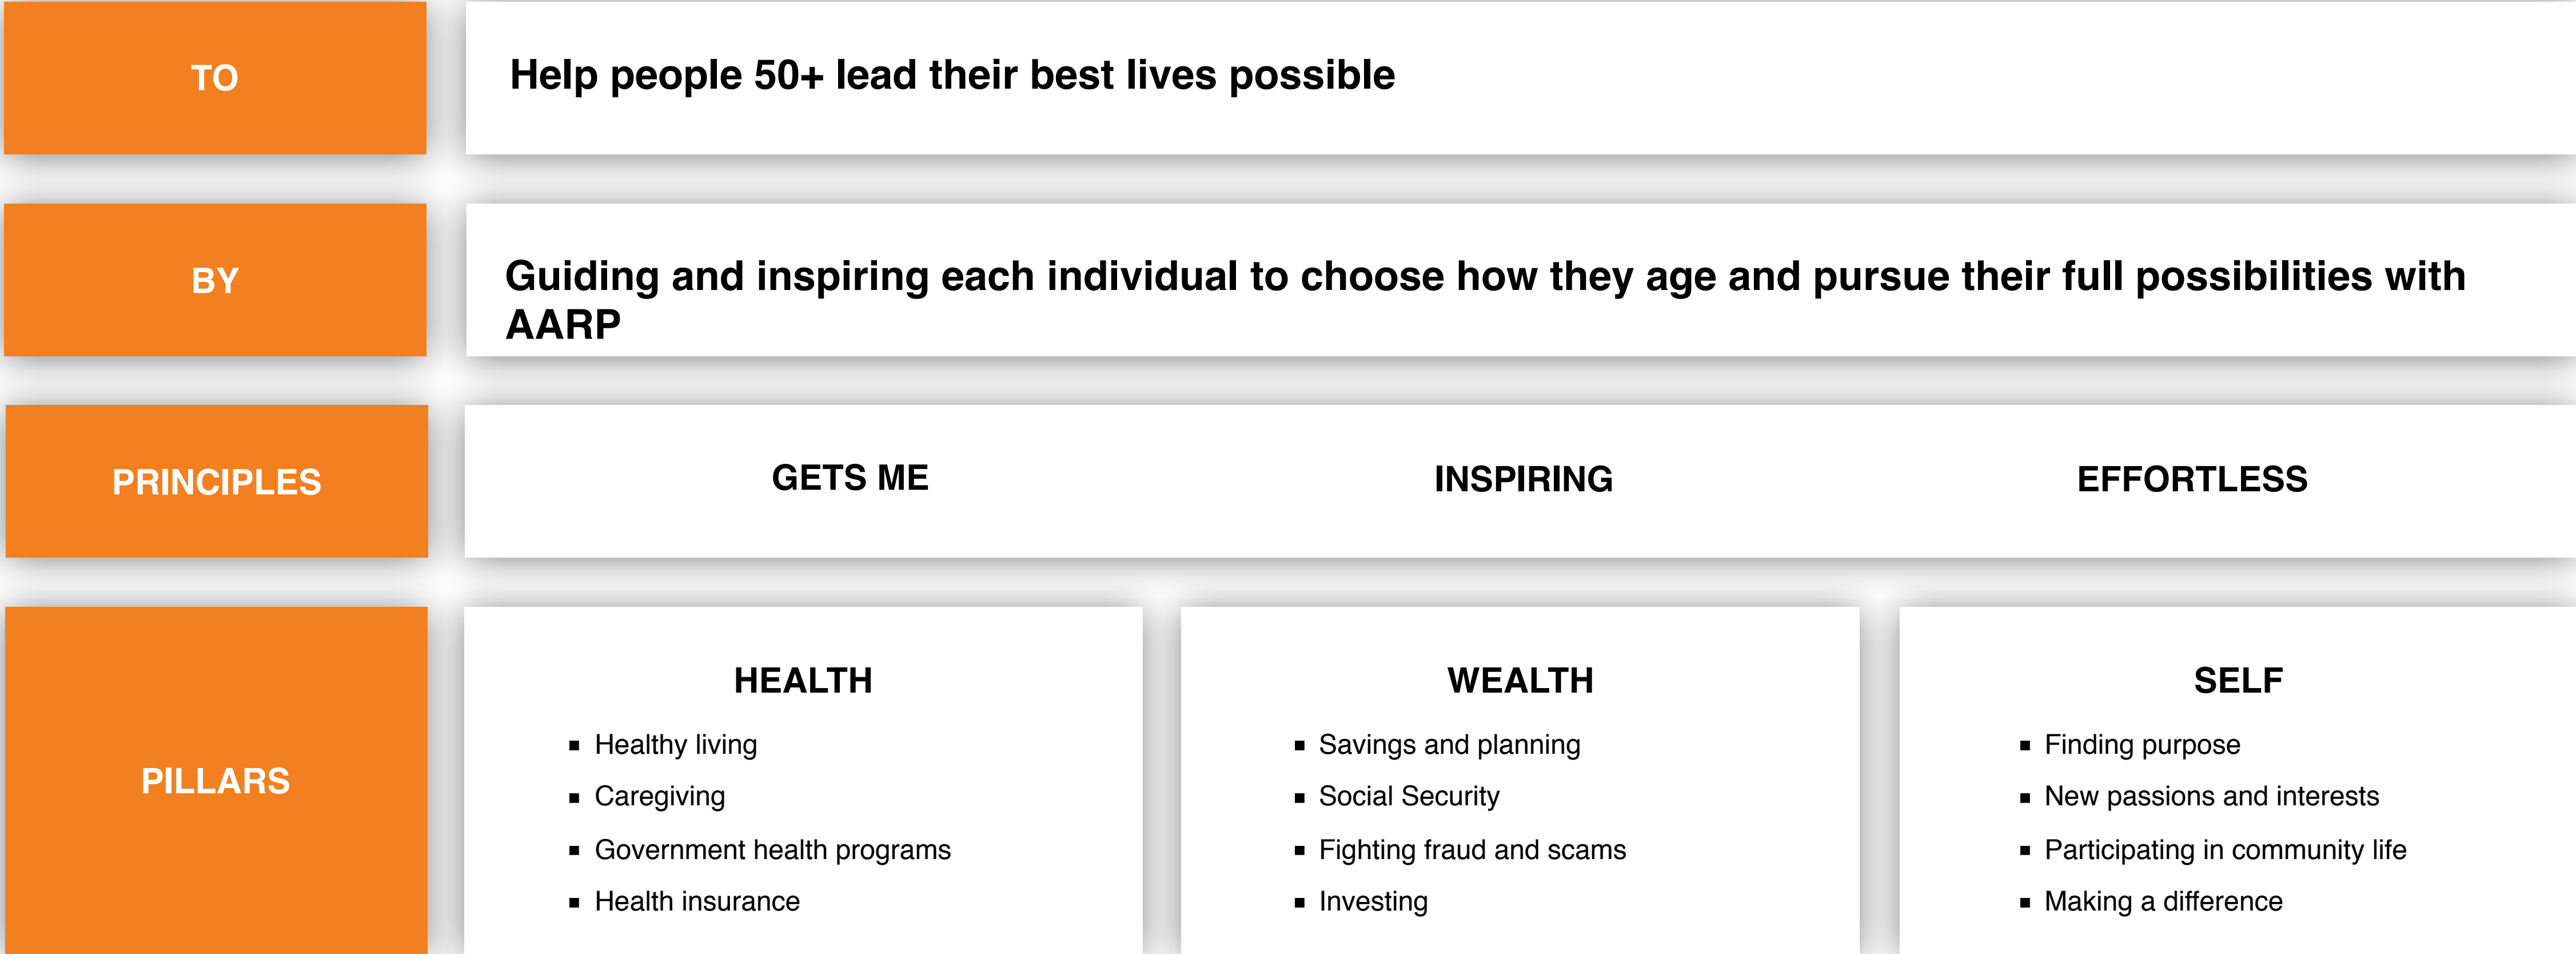 TO
Help people 50+ lead their best lives possible
BY
Guiding and inspiring each individual to choose how they age and pursue their full possibilities with
AARP
PRINCIPLES
GETS ME
INSPIRING
EFFORTLESS
PILLARS
HEALTH
▪ Healthy living
▪ Caregiving
▪ Government health programs
▪ Health insurance
WEALTH
▪ Savings and planning
▪ Social Security
▪ Fighting fraud and scams
▪ Investing
SELF
▪ Finding purpose
▪ New passions and interests
▪ Participating in community life
▪ Making a difference